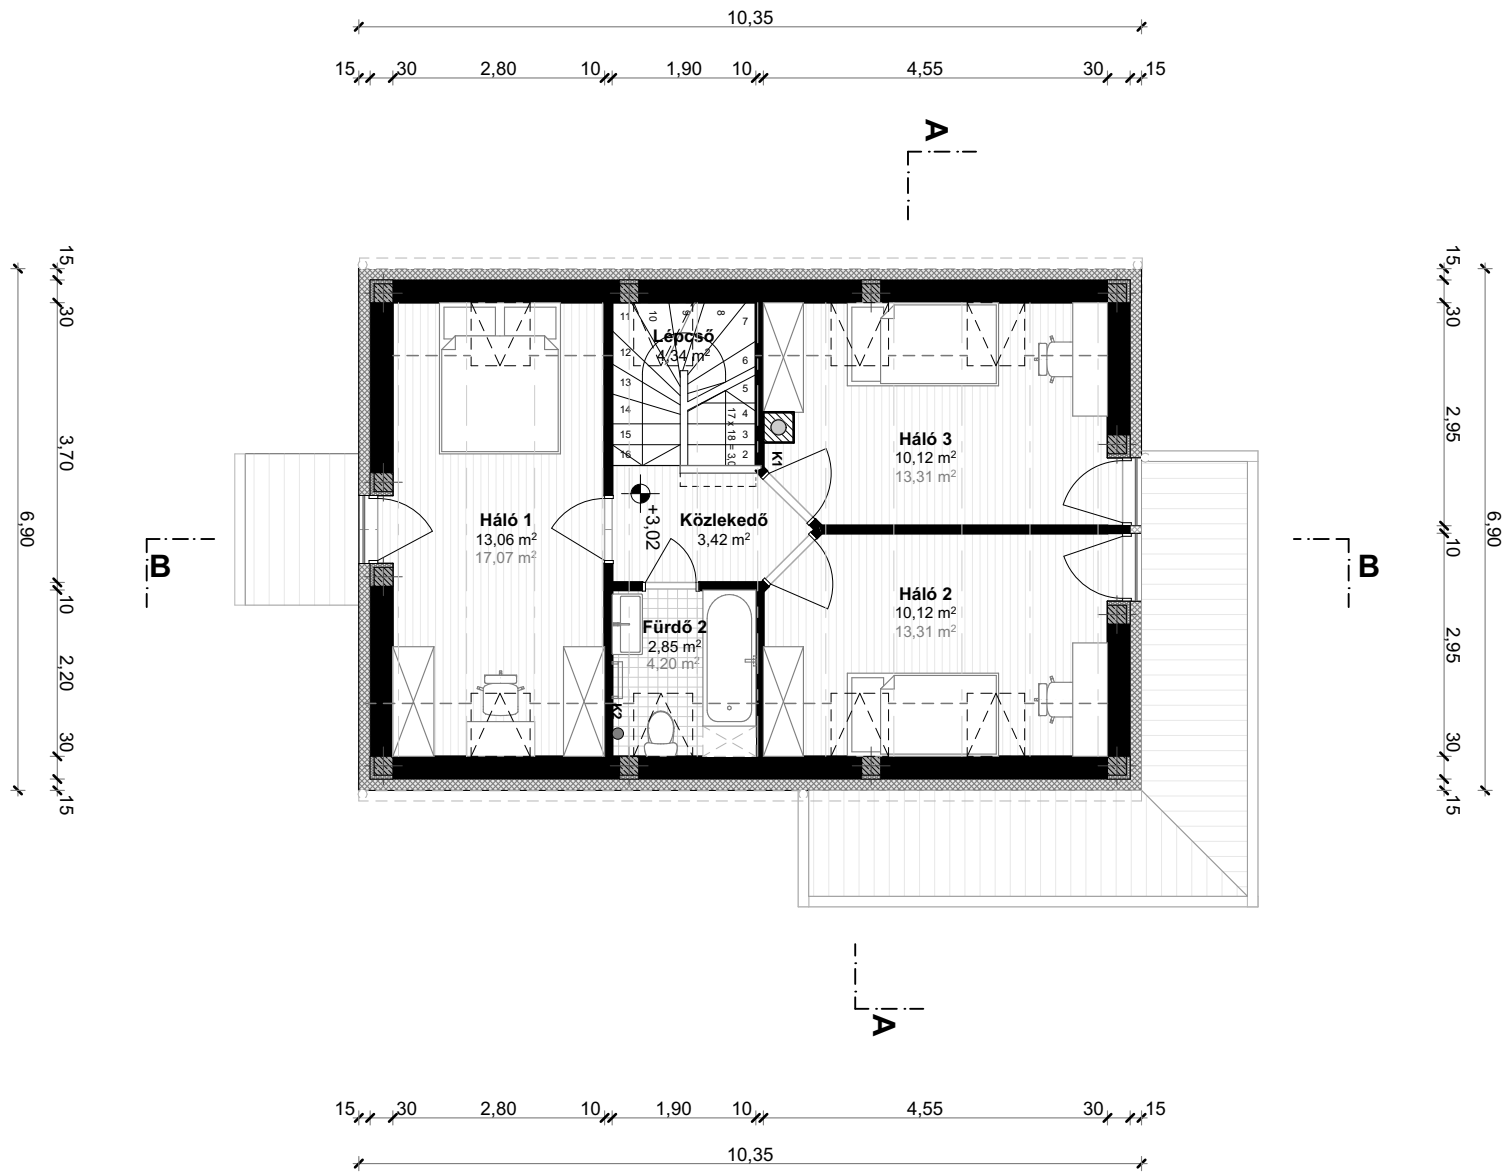 10,35
15 30 2,80 10 1,90 10 4,55 30 15
A
15 30 3,70 10 2,20 30 15
6,90
15 30 2,95 10 2,95 30 15
6,90
11 10 9 8 7
Lépcső
4,34 m²
12 6
13 5
14 4
15 3
16 2
17 x 18 = 3,0
K1
Háló 3
10,12 m²
13,31 m²
Háló 1
13,06 m²
17,07 m²
+3,02
Közlekedő
3,42 m²
B
B
Háló 2
10,12 m²
13,31 m²
Fürdő 2
2,85 m²
4,20 m²
K2
A
15 30 2,80 10 1,90 10 4,55 30 15
10,35